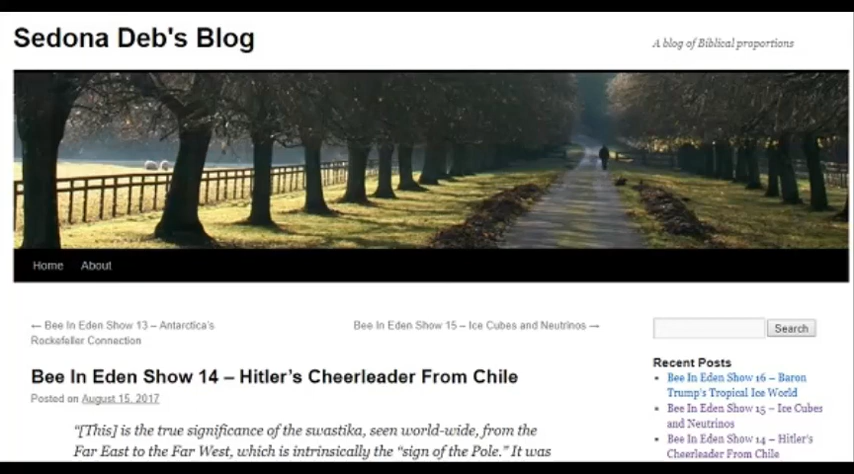 Sedona Deb's Blog
A blog of Biblical proportions
Home About
← Bee In Eden Show 13 – Antarctica's
Rockefeller Connection
Bee In Eden Show 15 – Ice Cubes and Neutrinos →
Search
Bee In Eden Show 14 – Hitler's Cheerleader From Chile
Posted on August 15, 2017
“[This] is the true significance of the swastika, seen world-wide, from the
Far East to the Far West, which is intrinsically the “sign of the Pole.” It was
Recent Posts
Bee In Eden Show 16 – Baron
Trump's Tropical Ice World
Bee In Eden Show 15 – Ice Cubes
and Neutrinos
Bee In Eden Show 14 – Hitler's
Cheerleader From Chile